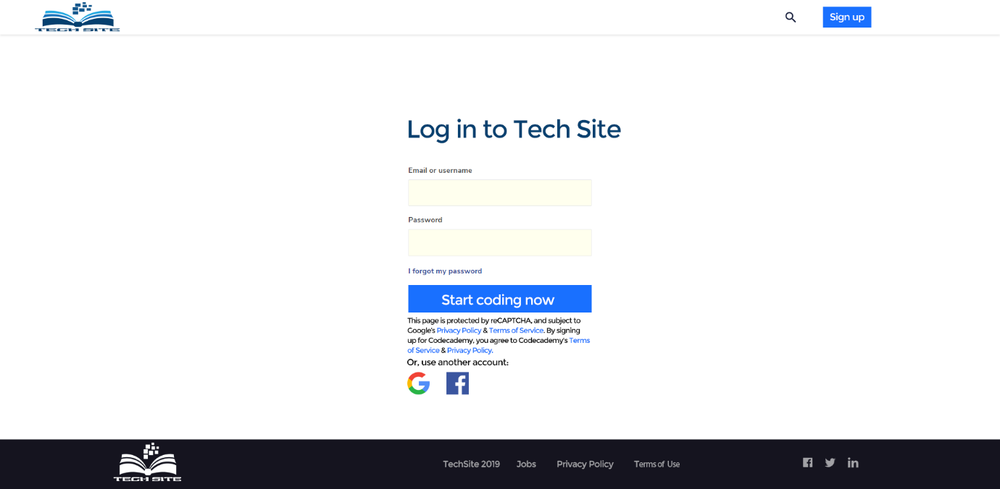 TECH SITE
Sign up
Log in to Tech Site
Email or username
Password
I forgot my password
Start coding now
This page is protected by reCAPTCHA, and subject to
Google's Privacy Policy & Terms of Service. By signing
up for Codecademy, you agree to Codecademy's Terms
of Service & Privacy Policy.
Or, use another account:
TECH SITE
TechSite 2019 Jobs Privacy Policy Terms of Use